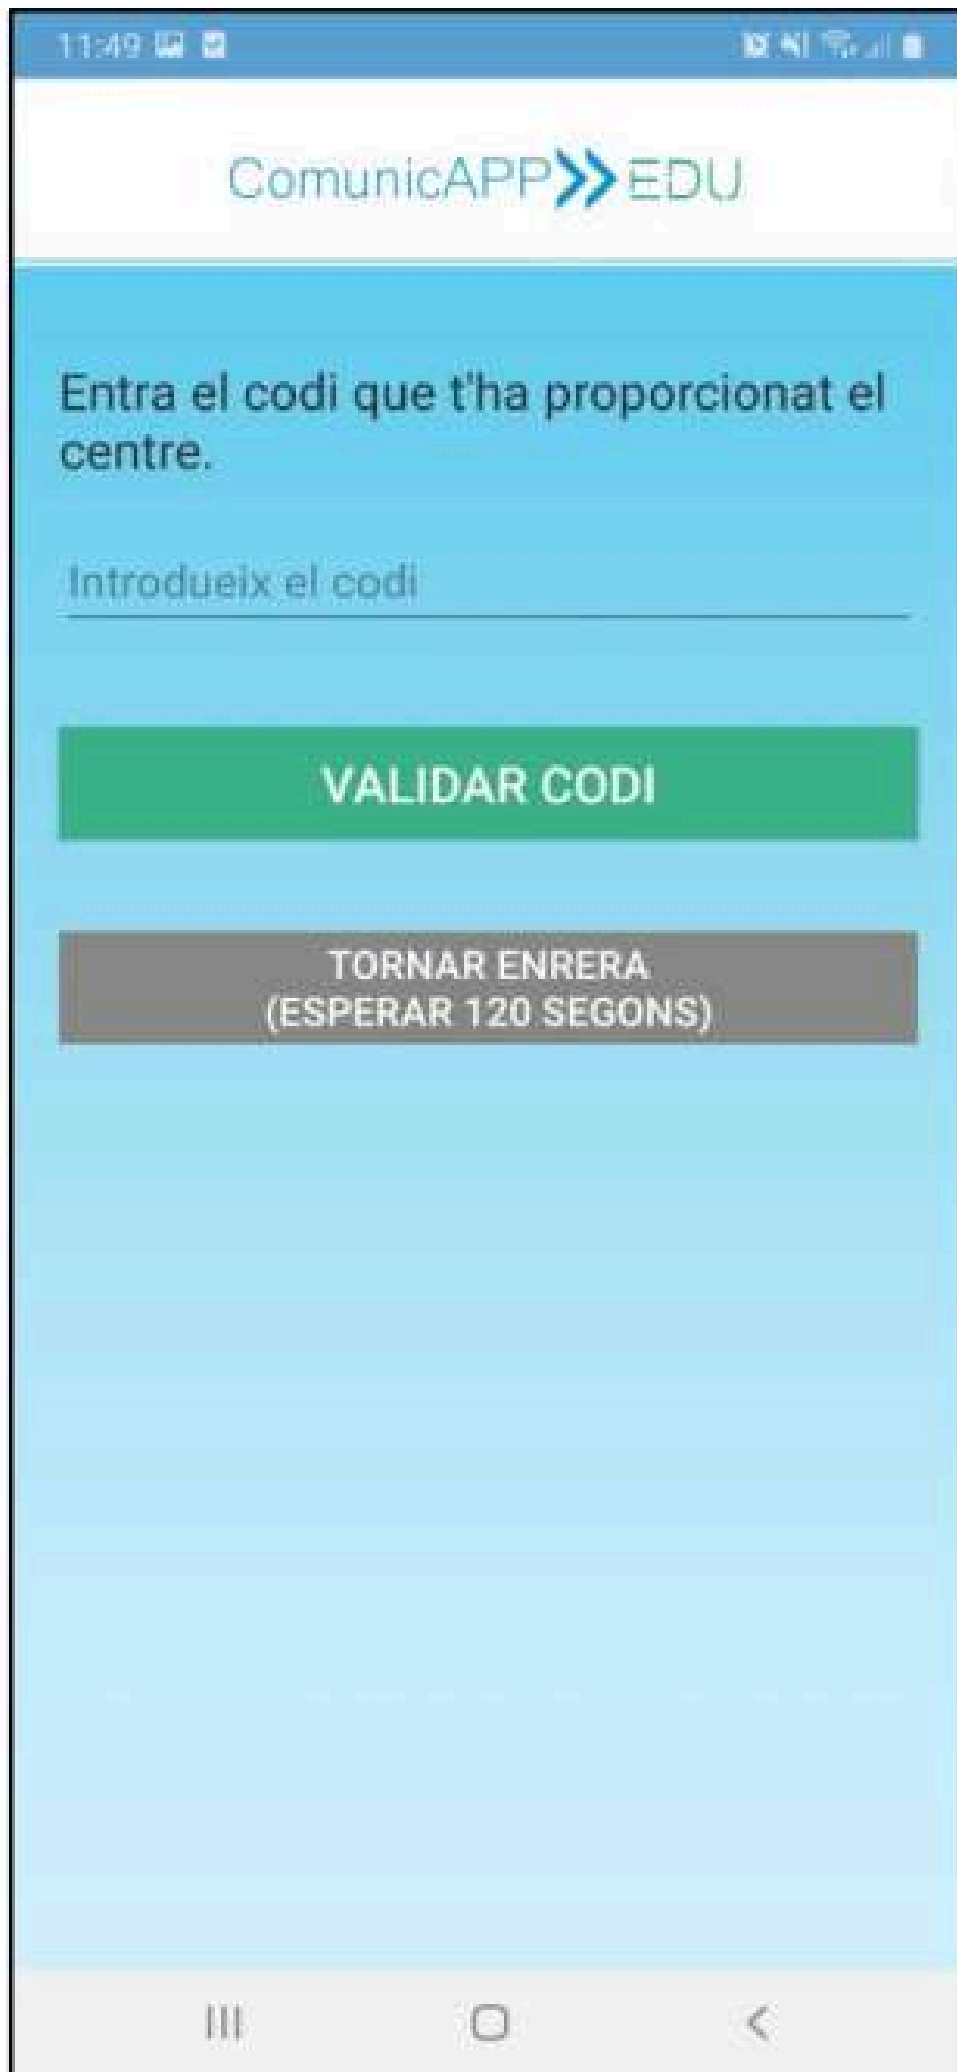 11:49
ComunicAPP EDU
Entra el codi que t'ha proporcionat el
centre.
Introdueix el codi
VALIDAR CODI
TORNAR ENRERA
(ESPERAR 120 SEGONS)